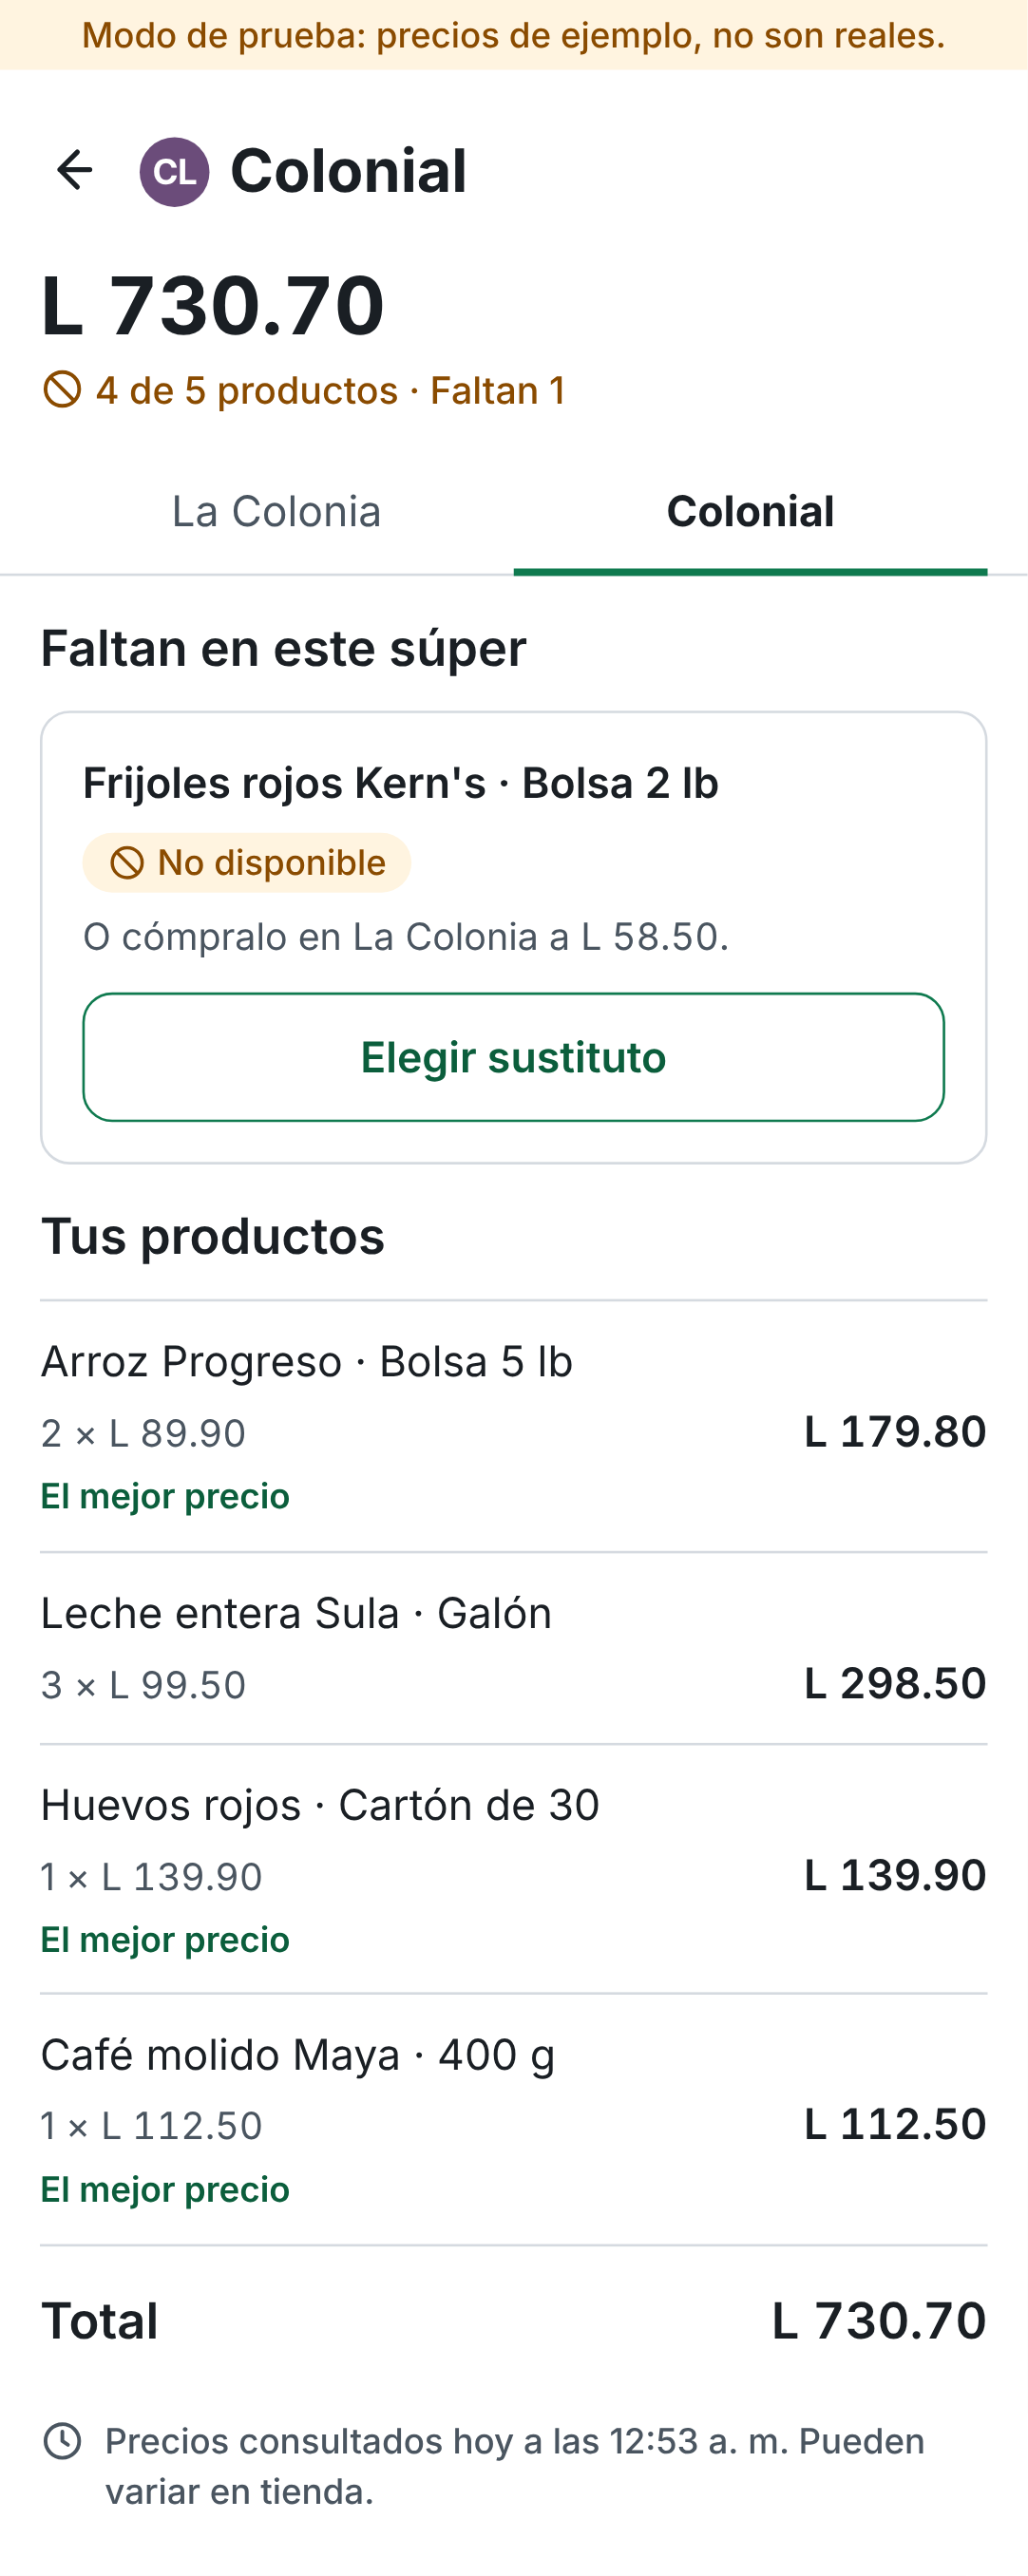 Modo de prueba: precios de ejemplo, no son reales.
CL Colonial
L 730.70
4 de 5 productos · Faltan 1
La Colonia Colonial
Faltan en este súper
Frijoles rojos Kern's · Bolsa 2 lb
No disponible
O cómpralo en La Colonia a L 58.50.
Elegir sustituto
Tus productos
Arroz Progreso · Bolsa 5 lb
2 × L 89.90 L 179.80
El mejor precio
Leche entera Sula · Galón
3 × L 99.50 L 298.50
Huevos rojos · Cartón de 30
1 × L 139.90 L 139.90
El mejor precio
Café molido Maya · 400 g
1 × L 112.50 L 112.50
El mejor precio
Total L 730.70
Precios consultados hoy a las 12:53 a. m. Pueden
variar en tienda.